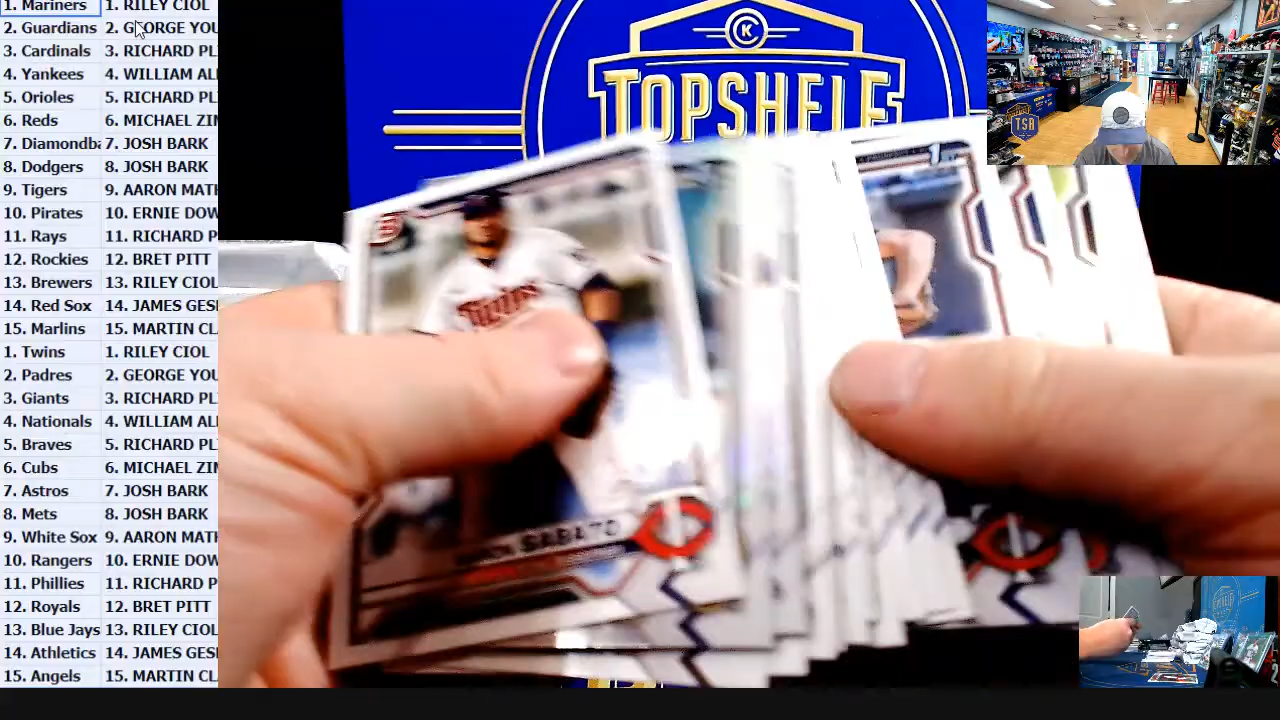 1. Mariners 1. RILEY CIOL
2. Guardians 2. GEORGE YOU
3. Cardinals 3. RICHARD PL
4. Yankees 4. WILLIAM AL
5. Orioles 5. RICHARD PL
6. Reds 6. MICHAEL ZIN
7. Diamondb 7. JOSH BARK
8. Dodgers 8. JOSH BARK
9. Tigers 9. AARON MATH
10. Pirates 10. ERNIE DOW
11. Rays 11. RICHARD P
12. Rockies 12. BRET PITT
13. Brewers 13. RILEY CIOL
14. Red Sox 14. JAMES GES
15. Marlins 15. MARTIN CL
1. Twins 1. RILEY CIOL
2. Padres 2. GEORGE YOU
3. Giants 3. RICHARD PL
4. Nationals 4. WILLIAM AL
5. Braves 5. RICHARD PL
6. Cubs 6. MICHAEL ZIN
7. Astros 7. JOSH BARK
8. Mets 8. JOSH BARK
9. White Sox 9. AARON MATH
10. Rangers 10. ERNIE DOW
11. Phillies 11. RICHARD P
12. Royals 12. BRET PITT
13. Blue Jays 13. RILEY CIOL
14. Athletics 14. JAMES GES
15. Angels 15. MARTIN CL
CK
TOPSHELF
TSB
1st
Twins
SABATO